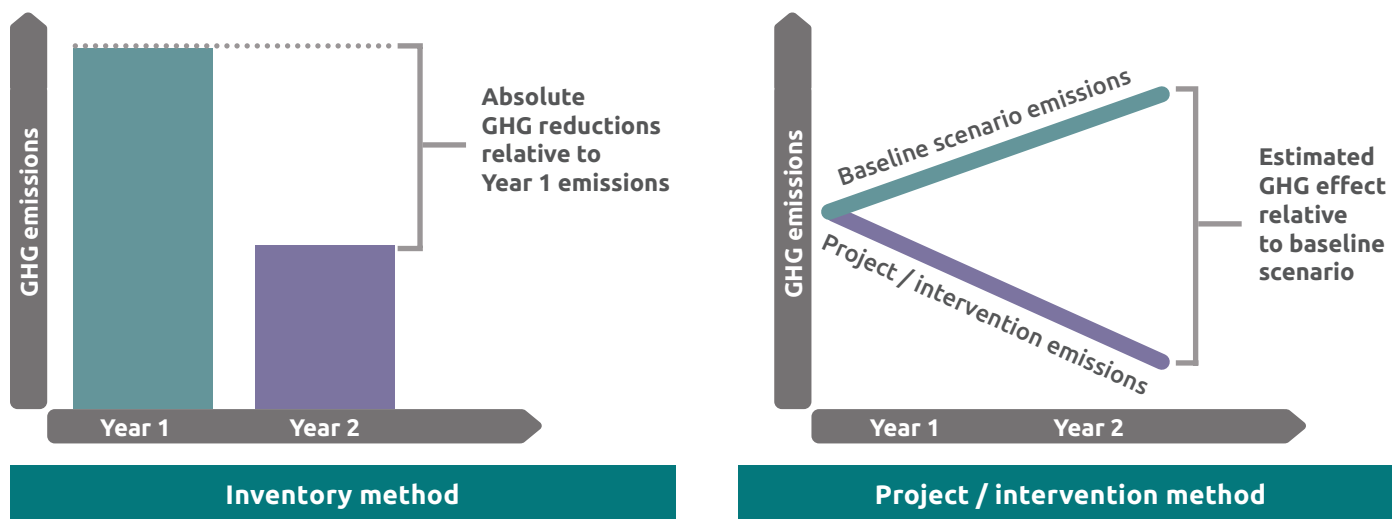 GHG emissions
Absolute
GHG reductions
relative to
Year 1 emissions
Year 1
Year 2
Inventory method
GHG emissions
Baseline scenario emissions
Project / intervention emissions
Estimated
GHG effect
relative
to baseline
scenario
Year 1
Year 2
Project / intervention method